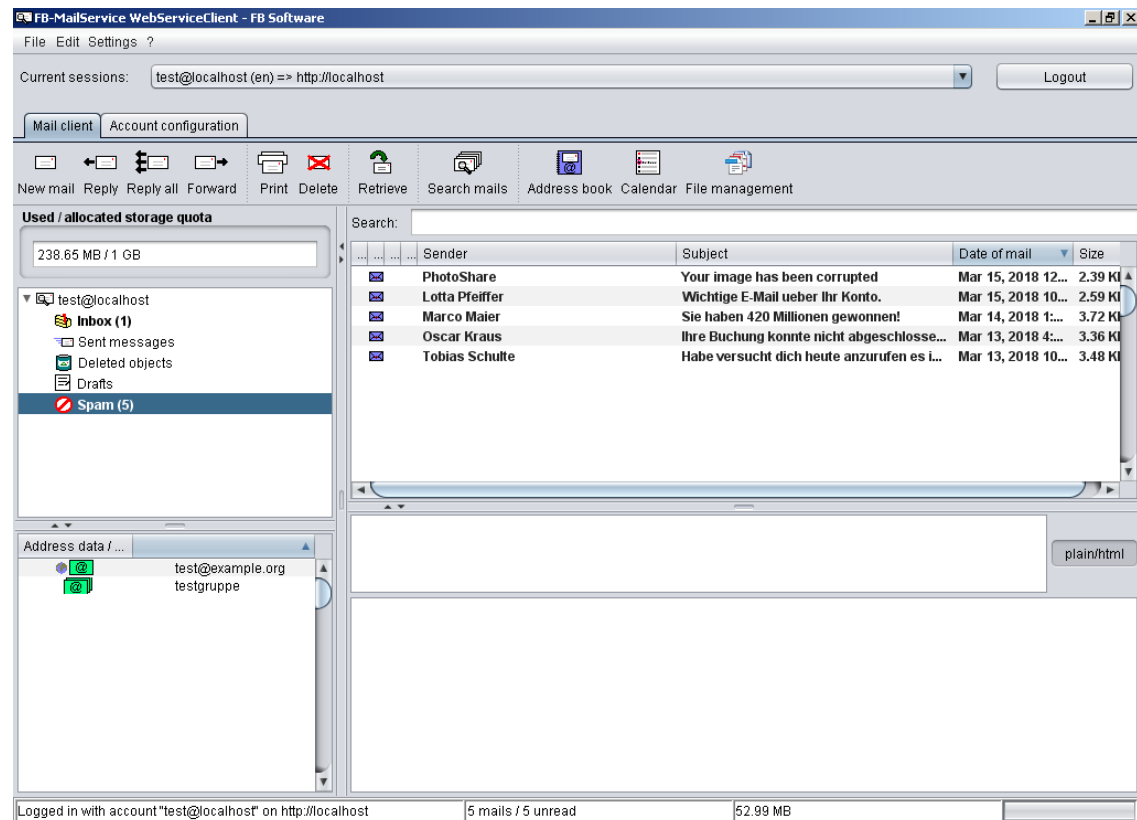 FB-MailService WebServiceClient - FB Software
File Edit Settings ?
Current sessions: test@localhost (en) => http://localhost Logout
Mail client Account configuration
New mail Reply Reply all Forward Print Delete Retrieve Search mails Address book Calendar File management
Used / allocated storage quota
238.65 MB / 1 GB
test@localhost
Inbox (1)
Sent messages
Deleted objects
Drafts
Spam (5)
Address data / ...
test@example.org
testgruppe
Search:
... ... ... ... Sender Subject Date of mail Size
PhotoShare Your image has been corrupted Mar 15, 2018 12... 2.39 K
Lotta Pfeiffer Wichtige E-Mail ueber Ihr Konto. Mar 15, 2018 10... 2.59 K
Marco Maier Sie haben 420 Millionen gewonnen! Mar 14, 2018 1:... 3.72 K
Oscar Kraus Ihre Buchung konnte nicht abgeschlosse... Mar 13, 2018 4:... 3.36 K
Tobias Schulte Habe versucht dich heute anzurufen es i... Mar 13, 2018 10... 3.48 K
plain/html
Logged in with account "test@localhost" on http://localhost 5 mails / 5 unread 52.99 MB